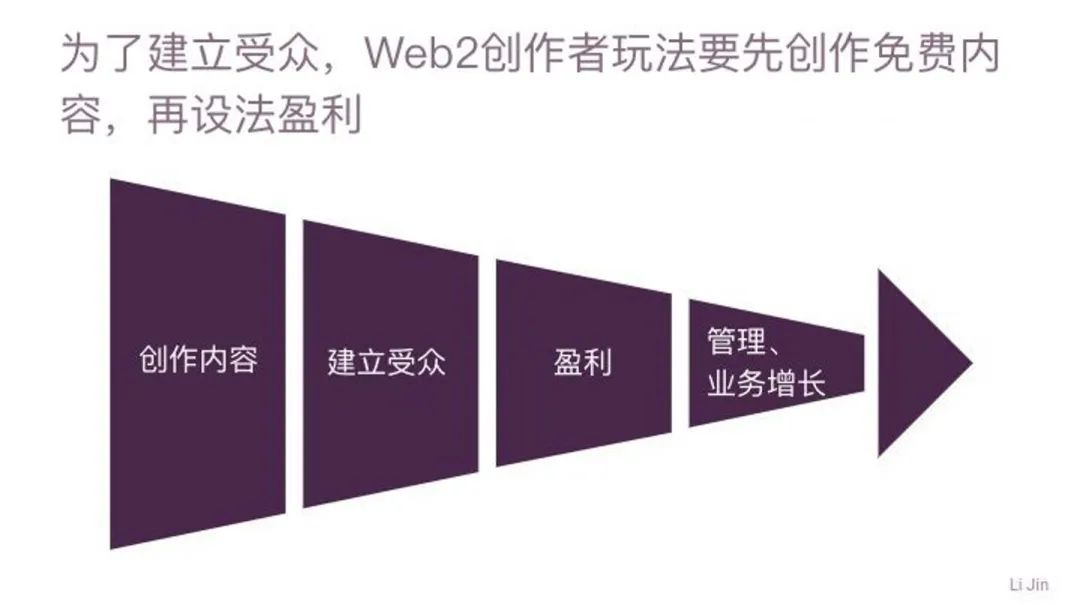 为了建立受众，Web2创作者玩法要先创作免费内
容，再设法盈利
创作内容
建立受众
盈利
管理、
业务增长
Li Jin